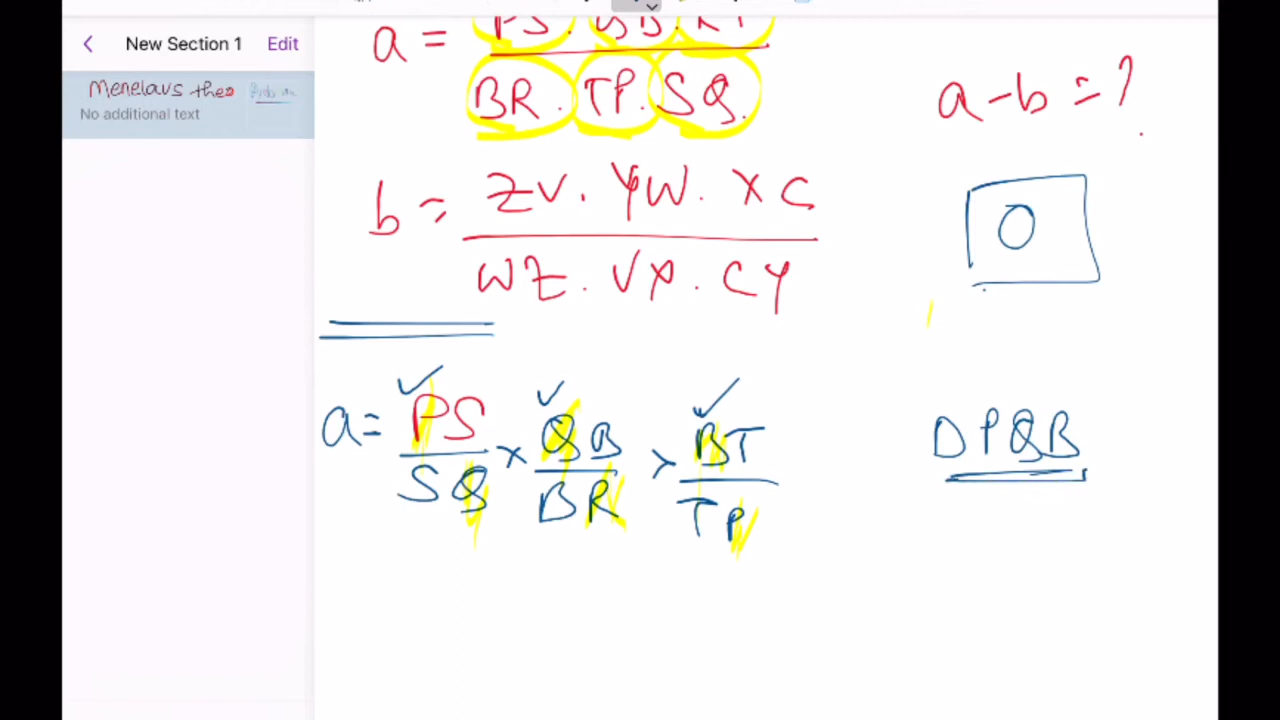 New Section 1 Edit
Menelaus theo
No additional text
a = PS. QB. RT
BR. TP. SQ.
a - b = ?
b = ZV. YW. XC
WZ. VX. CY
0
a = PS × QB × BT
SQ BR TP
DPQB